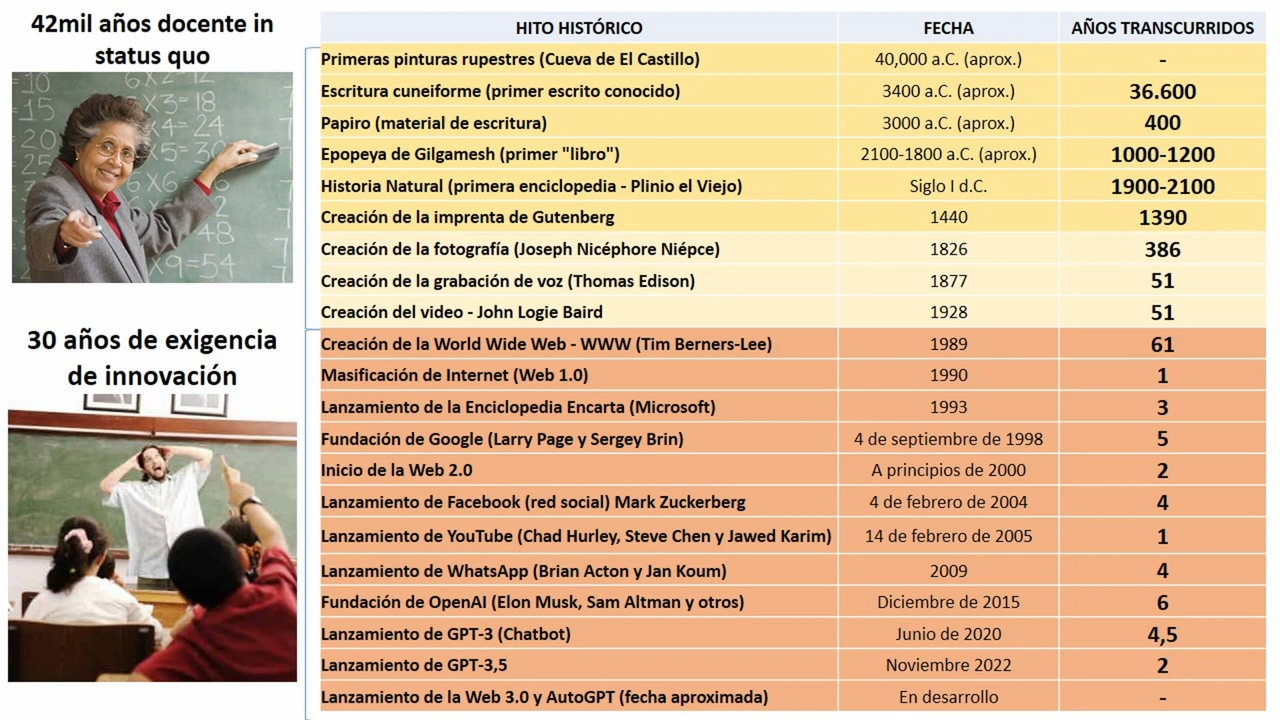 42mil años docente in
status quo
30 años de exigencia
de innovación
HITO HISTÓRICO FECHA AÑOS TRANSCURRIDOS
Primeras pinturas rupestres (Cueva de El Castillo) 40,000 a.C. (aprox.) -
Escritura cuneiforme (primer escrito conocido) 3400 a.C. (aprox.) 36.600
Papiro (material de escritura) 3000 a.C. (aprox.) 400
Epopeya de Gilgamesh (primer "libro") 2100-1800 a.C. (aprox.) 1000-1200
Historia Natural (primera enciclopedia - Plinio el Viejo) Siglo I d.C. 1900-2100
Creación de la imprenta de Gutenberg 1440 1390
Creación de la fotografía (Joseph Nicéphore Niépce) 1826 386
Creación de la grabación de voz (Thomas Edison) 1877 51
Creación del video - John Logie Baird 1928 51
Creación de la World Wide Web - WWW (Tim Berners-Lee) 1989 61
Masificación de Internet (Web 1.0) 1990 1
Lanzamiento de la Enciclopedia Encarta (Microsoft) 1993 3
Fundación de Google (Larry Page y Sergey Brin) 4 de septiembre de 1998 5
Inicio de la Web 2.0 A principios de 2000 2
Lanzamiento de Facebook (red social) Mark Zuckerberg 4 de febrero de 2004 4
Lanzamiento de YouTube (Chad Hurley, Steve Chen y Jawed Karim) 14 de febrero de 2005 1
Lanzamiento de WhatsApp (Brian Acton y Jan Koum) 2009 4
Fundación de OpenAI (Elon Musk, Sam Altman y otros) Diciembre de 2015 6
Lanzamiento de GPT-3 (Chatbot) Junio de 2020 4,5
Lanzamiento de GPT-3,5 Noviembre 2022 2
Lanzamiento de la Web 3.0 y AutoGPT (fecha aproximada) En desarrollo -